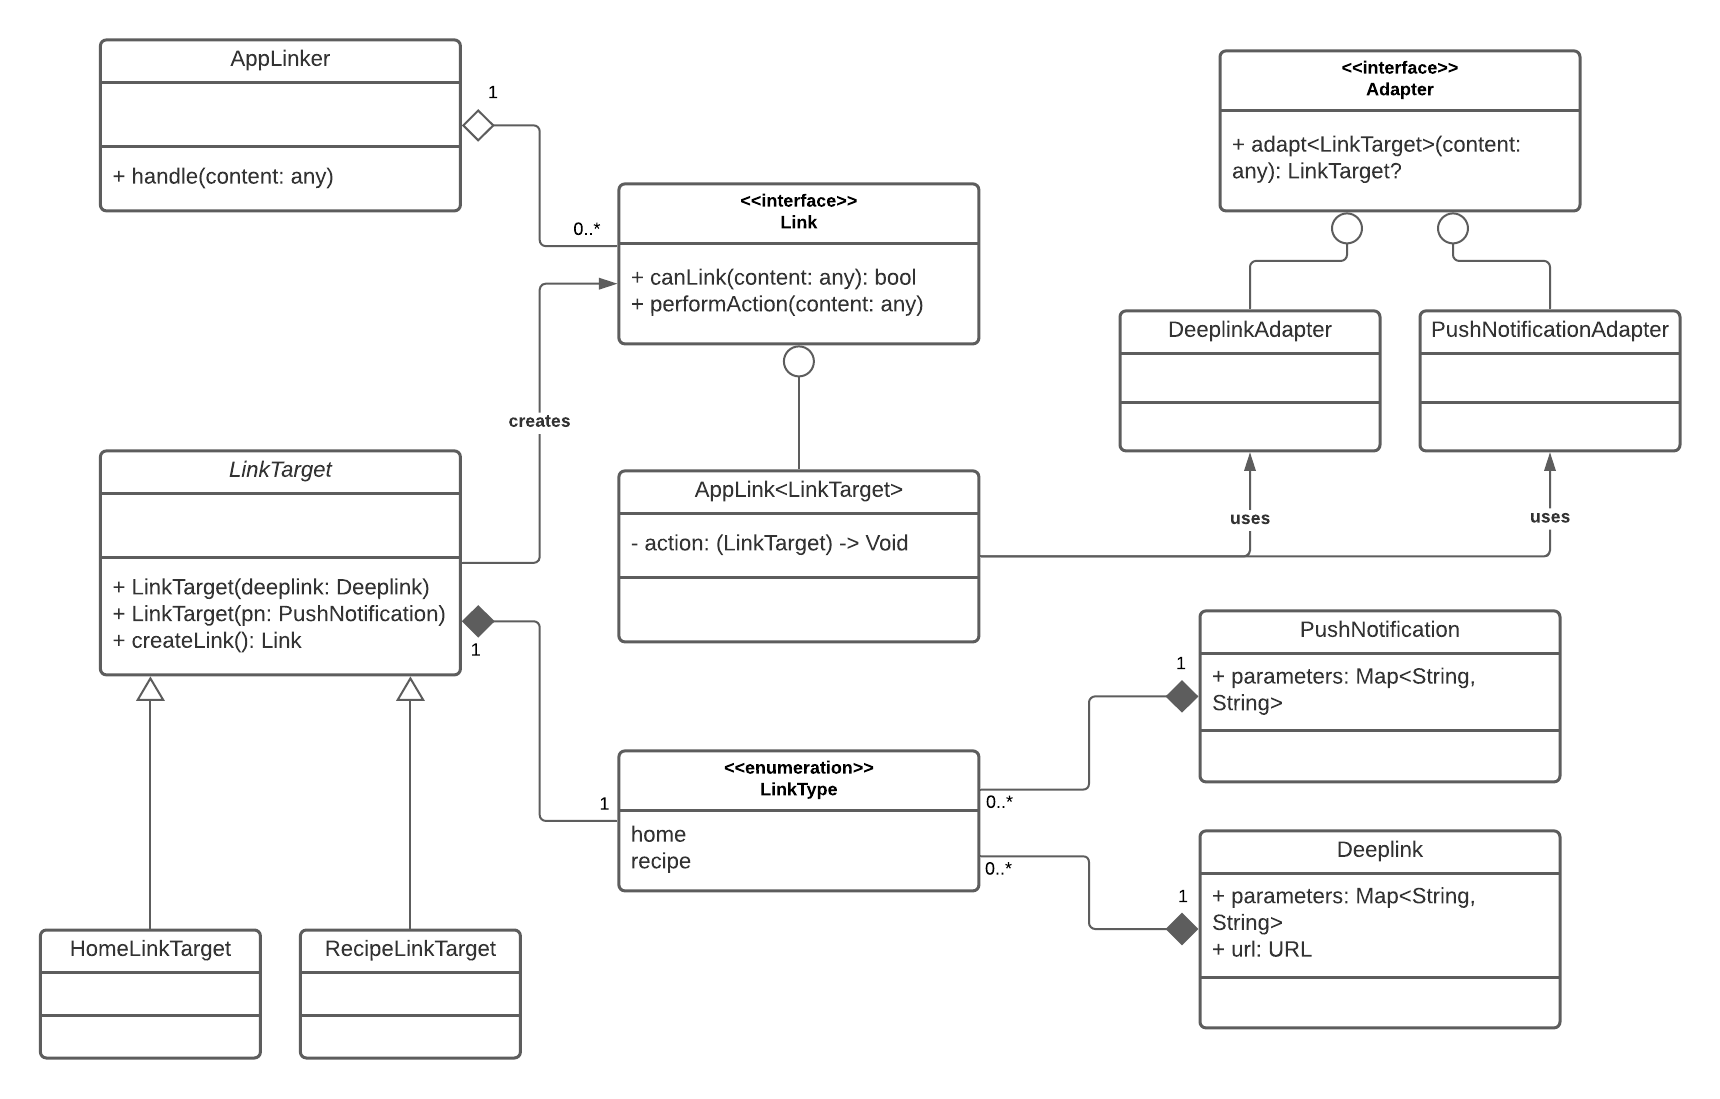 AppLinker
+ handle(content: any)
1
0..*
<<interface>>
Link
+ canLink(content: any): bool
+ performAction(content: any)
<<interface>>
Adapter
+ adapt<LinkTarget>(content:
any): LinkTarget?
DeeplinkAdapter
PushNotificationAdapter
creates
LinkTarget
+ LinkTarget(deeplink: Deeplink)
+ LinkTarget(pn: PushNotification)
+ createLink(): Link
AppLink<LinkTarget>
- action: (LinkTarget) -> Void
uses
uses
1
1
<<enumeration>>
LinkType
home
recipe
0..*
0..*
1
PushNotification
+ parameters: Map<String,
String>
1
Deeplink
+ parameters: Map<String,
String>
+ url: URL
HomeLinkTarget
RecipeLinkTarget